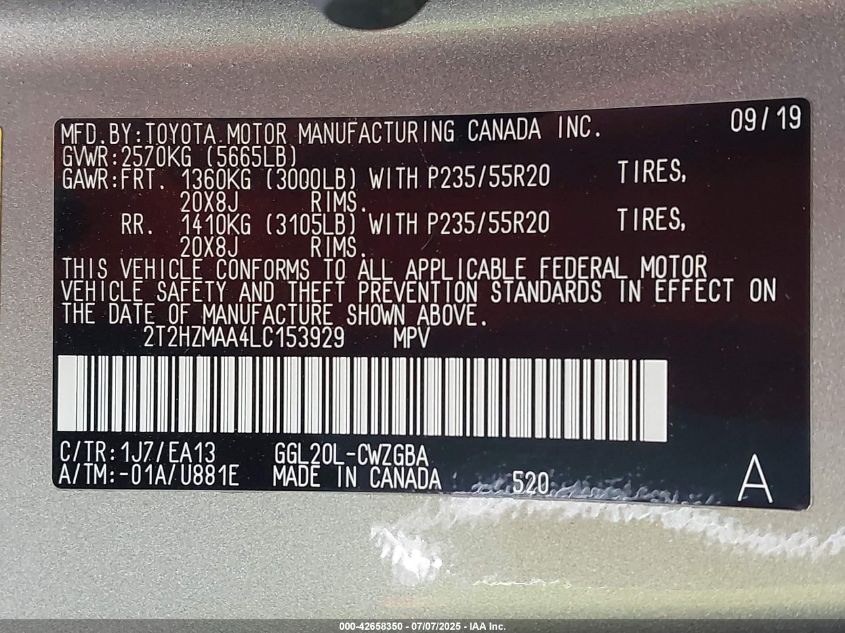 09/19
MFD.BY:TOYOTA MOTOR MANUFACTURING CANADA INC.
GVWR:2570KG (5665LB)
GAWR:FRT. 1360KG (3000LB) WITH P235/55R20 TIRES,
20X8J RIMS.
RR. 1410KG (3105LB) WITH P235/55R20 TIRES,
20X8J RIMS.
THIS VEHICLE CONFORMS TO ALL APPLICABLE FEDERAL MOTOR
VEHICLE SAFETY AND THEFT PREVENTION STANDARDS IN EFFECT ON
THE DATE OF MANUFACTURE SHOWN ABOVE.
2T2HZMAA4LC153929 MPV
C/TR:1J7/EA13 GGL20L-CWZGBA
A/TM:-01A/U881E MADE IN CANADA 520 A
000-42658350 - 07/07/2025 - IAA Inc.